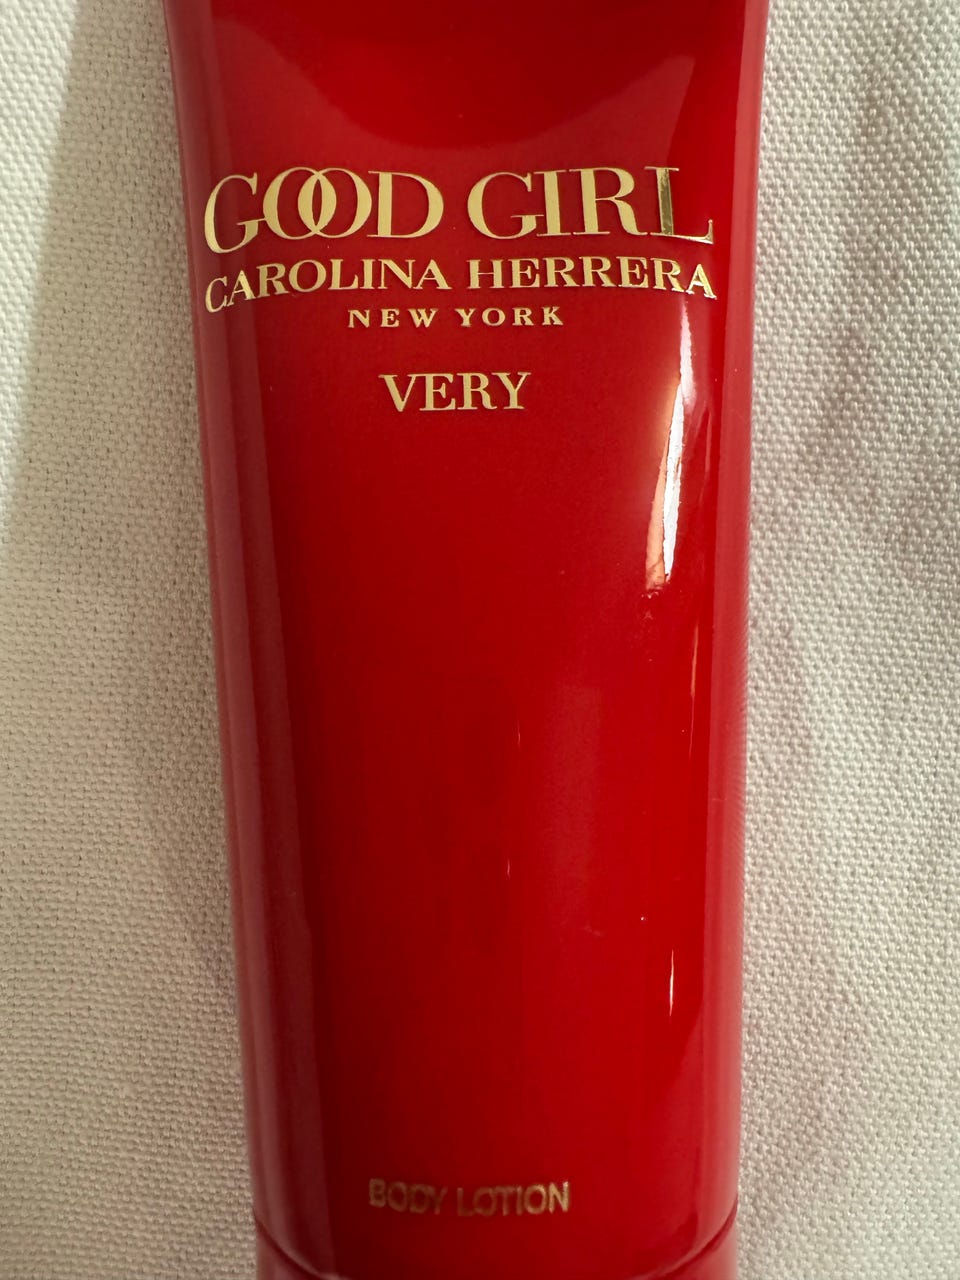 GOOD GIRL
CAROLINA HERRERA
NEW YORK
VERY
BODY LOTION